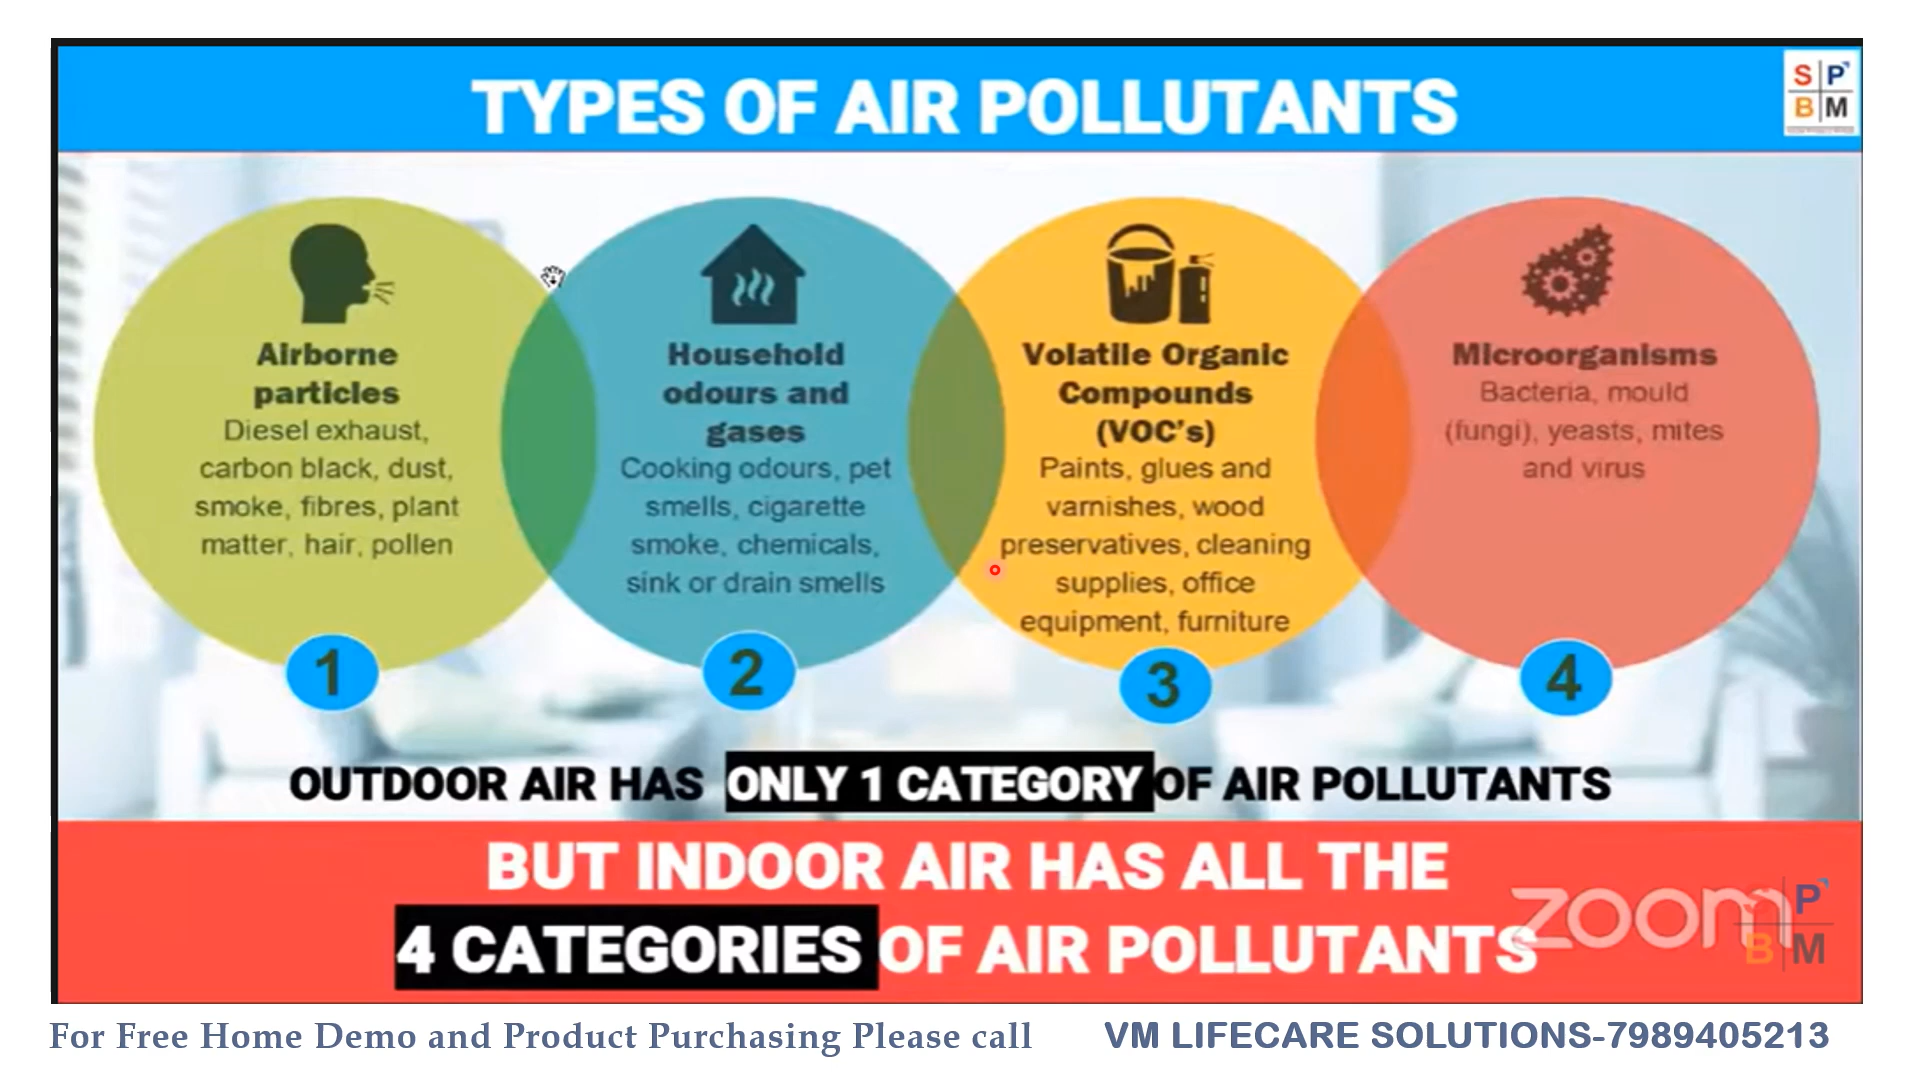 TYPES OF AIR POLLUTANTS
S P
B M
Airborne
particles
Diesel exhaust,
carbon black, dust,
smoke, fibres, plant
matter, hair, pollen
1
Household
odours and
gases
Cooking odours, pet
smells, cigarette
smoke, chemicals,
sink or drain smells
2
Volatile Organic
Compounds
(VOC's)
Paints, glues and
varnishes, wood
preservatives, cleaning
supplies, office
equipment, furniture
3
Microorganisms
Bacteria, mould
(fungi), yeasts, mites
and virus
4
OUTDOOR AIR HAS ONLY 1 CATEGORY OF AIR POLLUTANTS
BUT INDOOR AIR HAS ALL THE
4 CATEGORIES OF AIR POLLUTANTS
zoom
P
B M
For Free Home Demo and Product Purchasing Please call VM LIFECARE SOLUTIONS-7989405213